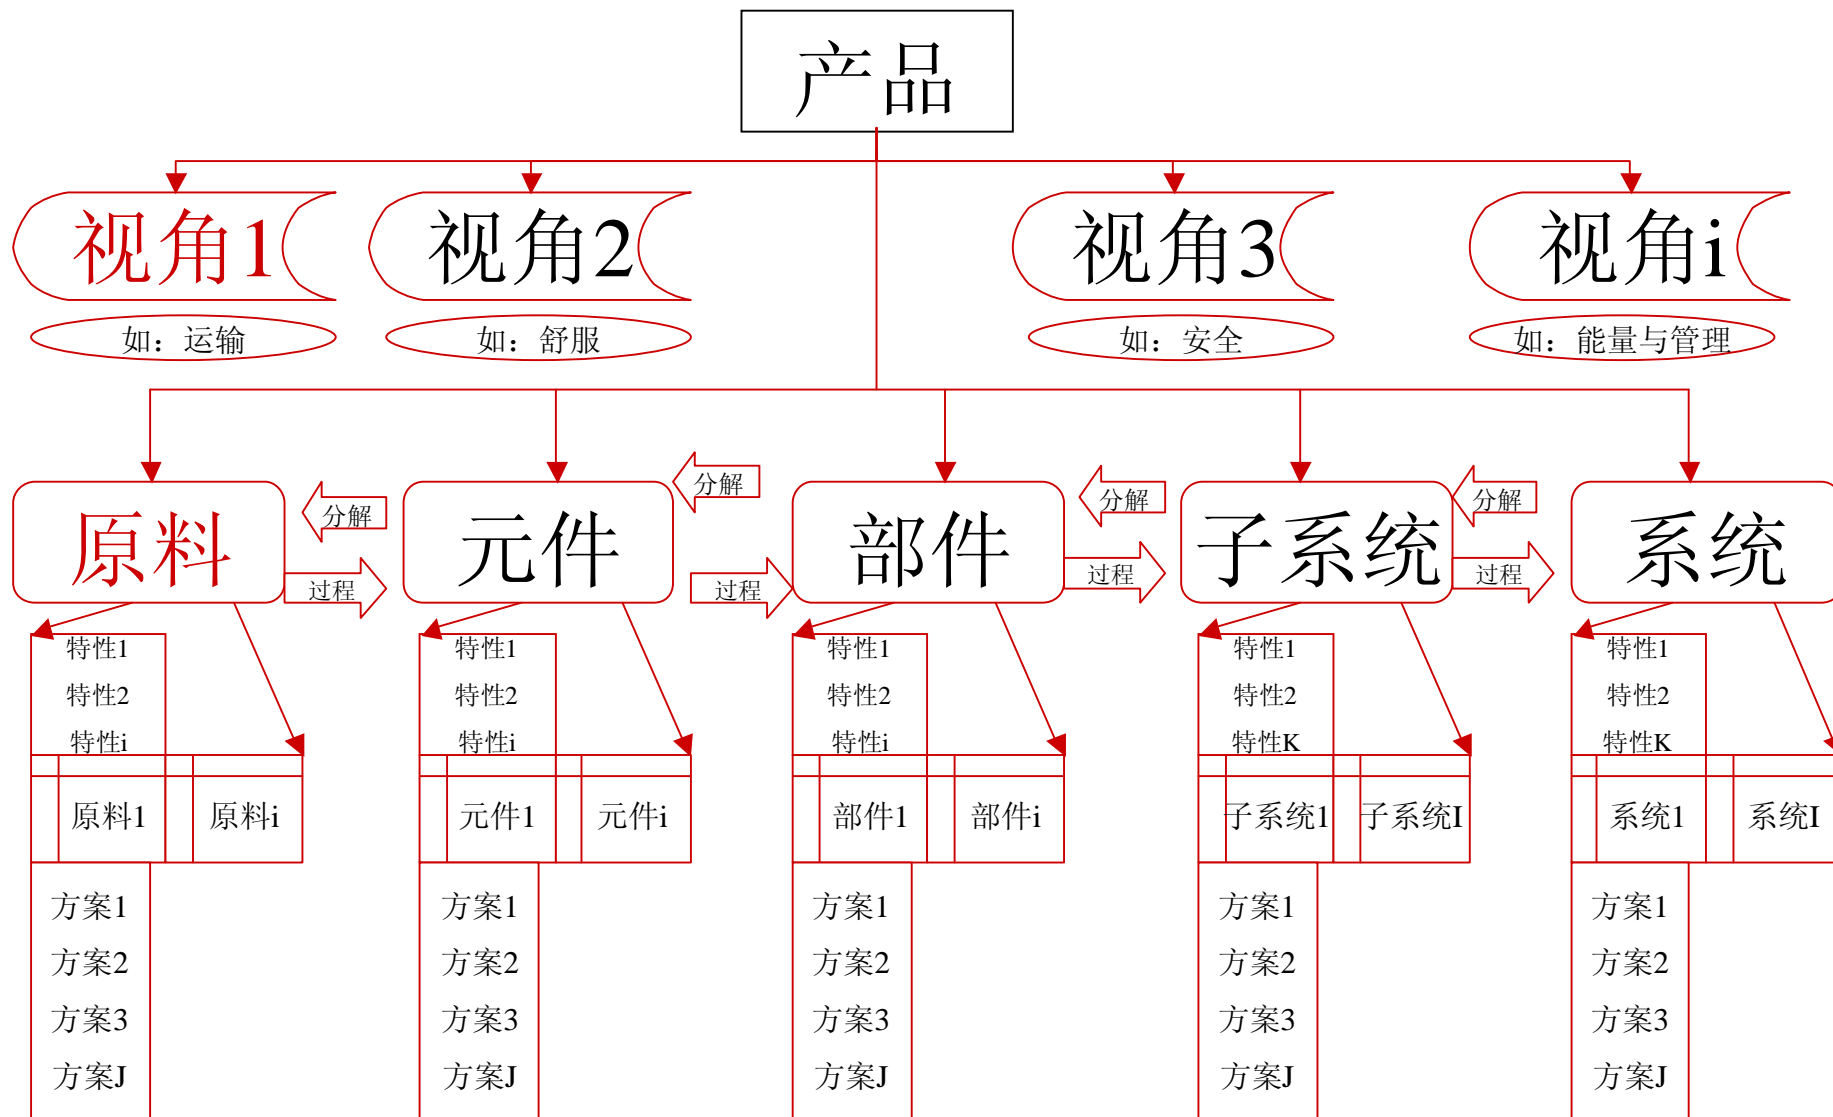 产品
视角1
视角2
视角3
视角i
如：运输
如：舒服
如：安全
如：能量与管理
分解
分解
分解
分解
原料
元件
部件
子系统
系统
过程
过程
过程
过程
特性1
特性2
特性i
特性1
特性2
特性i
特性1
特性2
特性i
特性1
特性2
特性K
特性1
特性2
特性K
原料1
原料i
元件1
元件i
部件1
部件i
子系统1
子系统I
系统1
系统I
方案1
方案2
方案3
方案J
方案1
方案2
方案3
方案J
方案1
方案2
方案3
方案J
方案1
方案2
方案3
方案J
方案1
方案2
方案3
方案J